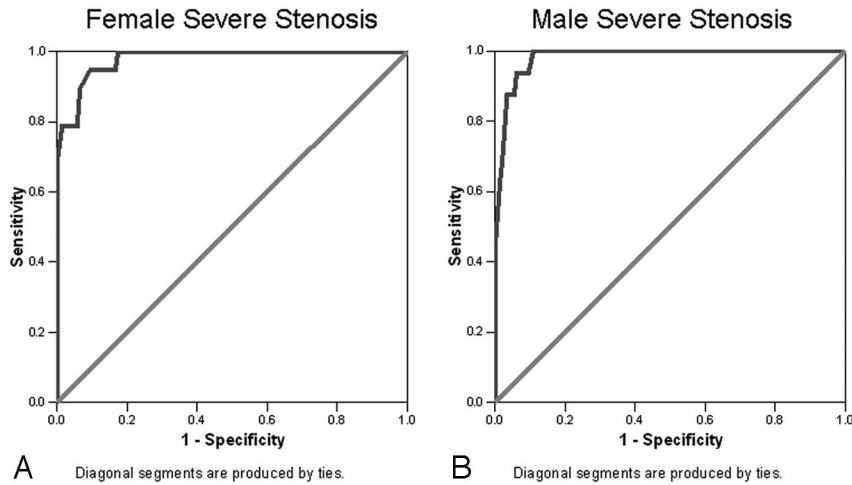 Female Severe Stenosis
1.0
0.8
0.6
0.4
0.2
0.0
Sensitivity
0.0 0.2 0.4 0.6 0.8 1.0
1 - Specificity
A Diagonal segments are produced by ties.
Male Severe Stenosis
1.0
0.8
0.6
0.4
0.2
0.0
Sensitivity
0.0 0.2 0.4 0.6 0.8 1.0
1 - Specificity
B Diagonal segments are produced by ties.